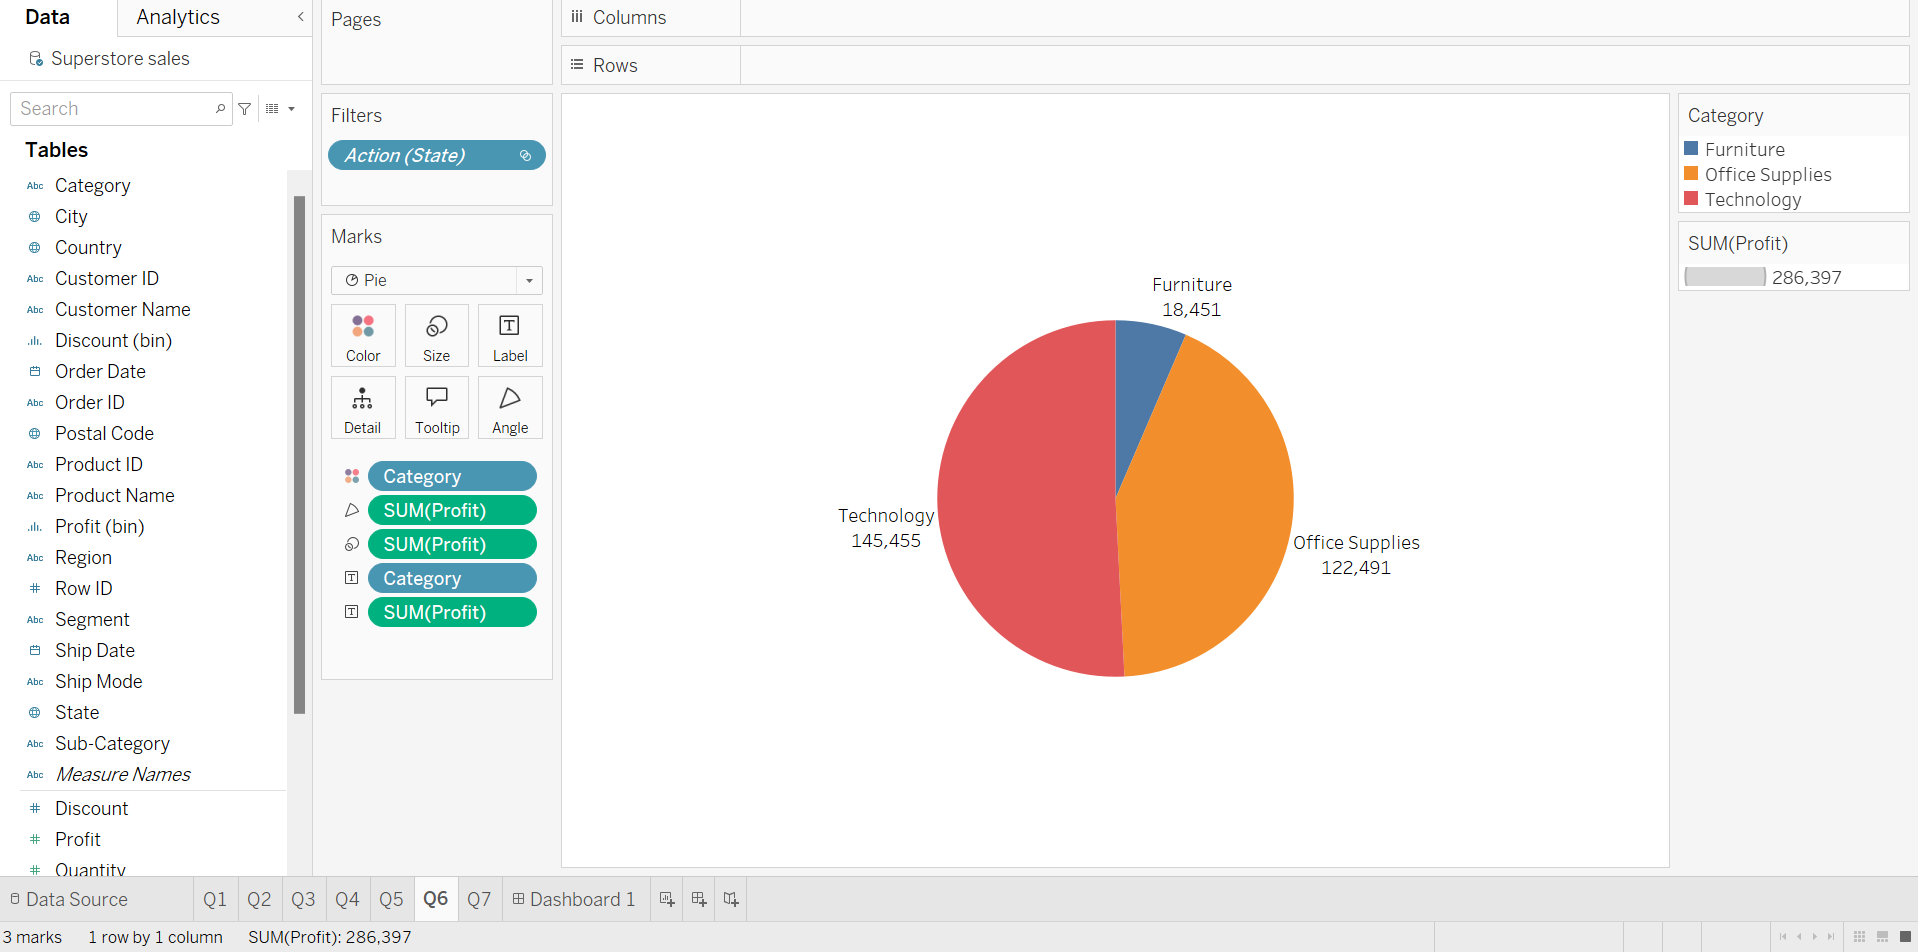 Data
Analytics
Superstore sales
Search
Tables
Abc Category
City
Country
Abc Customer ID
Abc Customer Name
Discount (bin)
Order Date
Abc Order ID
Postal Code
Abc Product ID
Abc Product Name
Profit (bin)
Abc Region
# Row ID
Abc Segment
Ship Date
Abc Ship Mode
State
Abc Sub-Category
Abc Measure Names
# Discount
# Profit
# Quantity
Pages
Filters
Action (State)
Marks
Pie
Color Size Label
Detail Tooltip Angle
Category
SUM(Profit)
SUM(Profit)
Category
SUM(Profit)
Columns
Rows
Furniture
18,451
Technology
145,455
Office Supplies
122,491
Category
Furniture
Office Supplies
Technology
SUM(Profit)
286,397
Data Source Q1 Q2 Q3 Q4 Q5 Q6 Q7 Dashboard 1
3 marks 1 row by 1 column SUM(Profit): 286,397